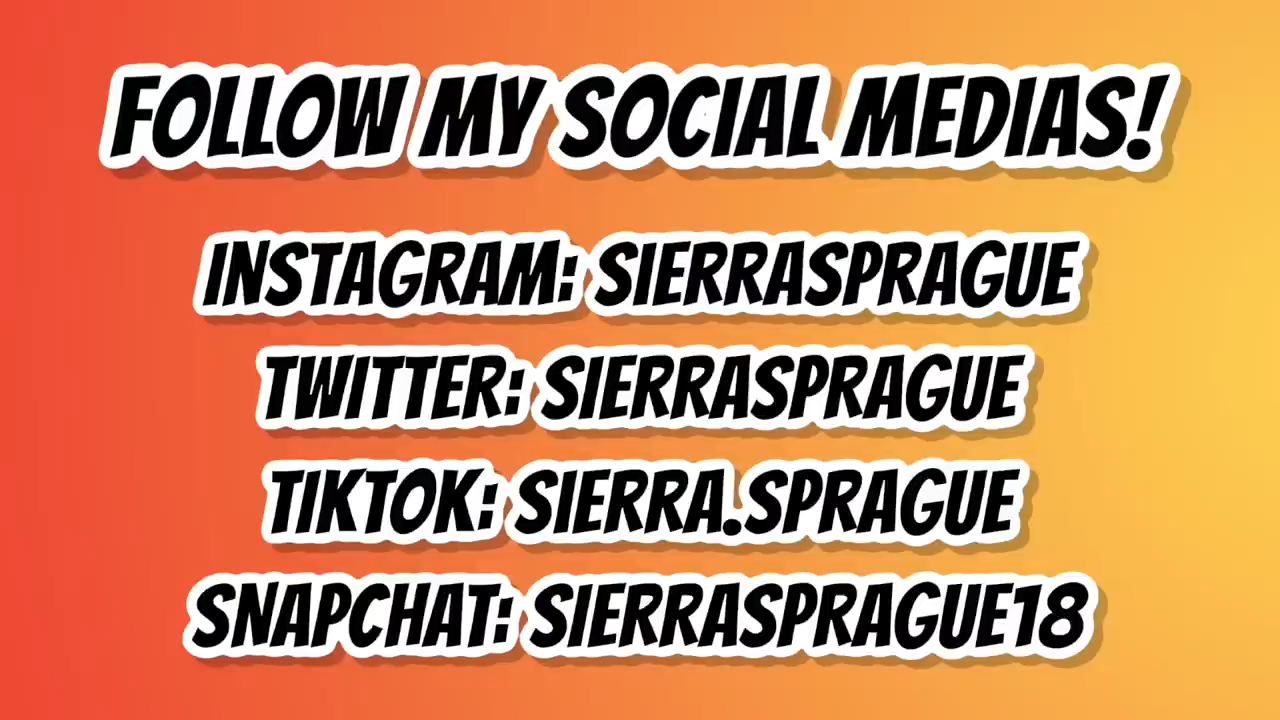 FOLLOW MY SOCIAL MEDIAS!
INSTAGRAM: SIERRASPRAGUE
TWITTER: SIERRASPRAGUE
TIKTOK: SIERRA.SPRAGUE
SNAPCHAT: SIERRASPRAGUE18